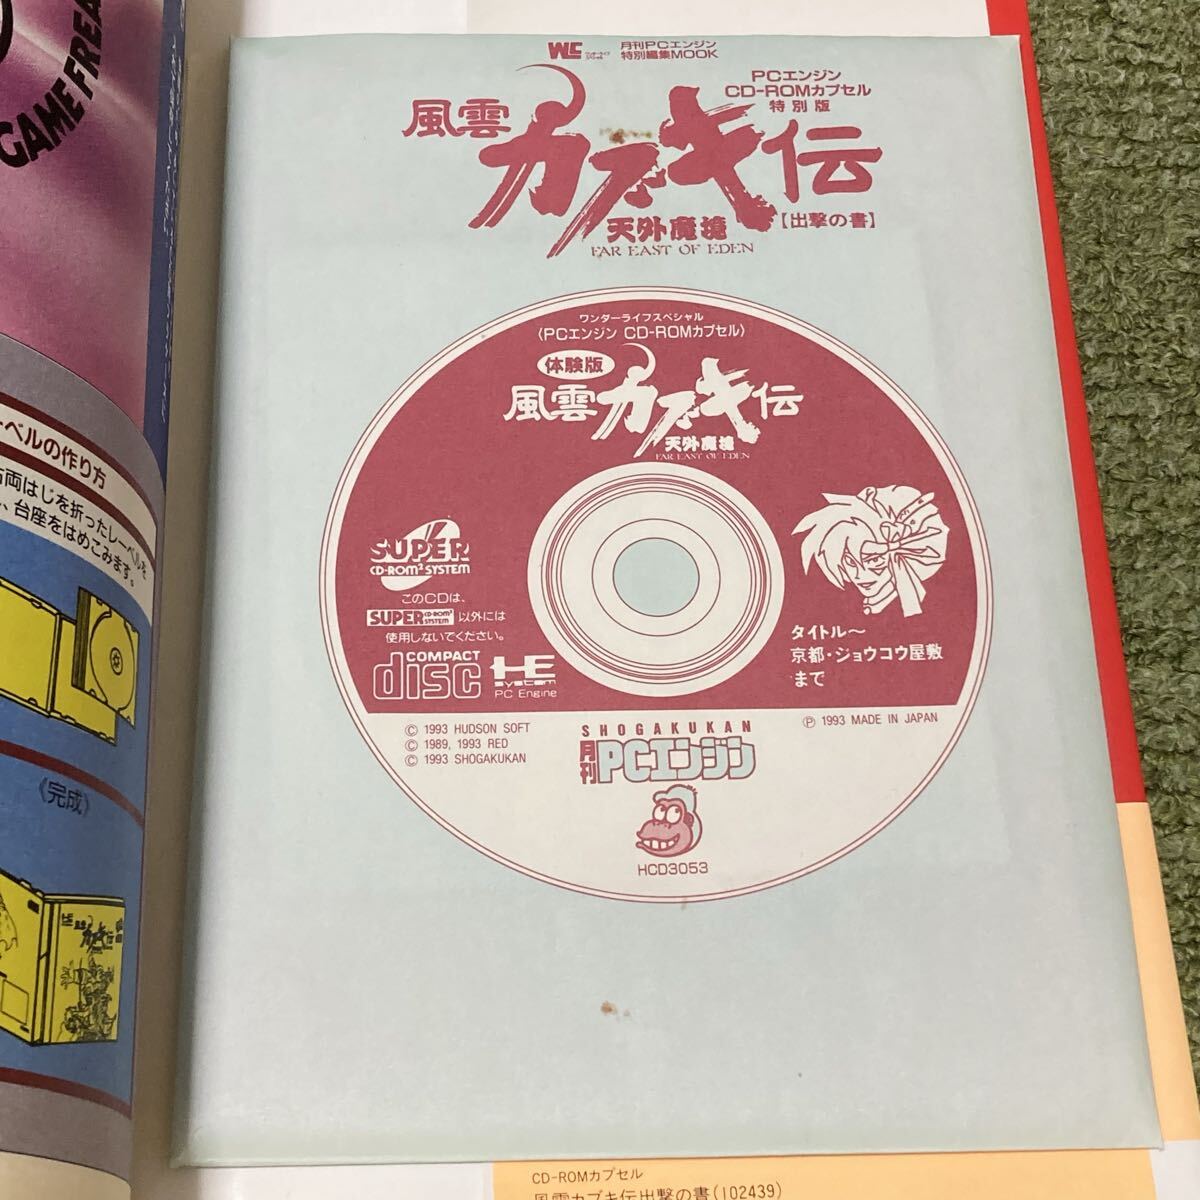 GAME FREA
ーベルの作り方
右両はじを折ったレーベルを
、台座をはめこみます。
《完成》
WLS ワンダーライフスペシャル
月刊PCエンジン
特別編集MOOK
PCエンジン
CD-ROMカプセル
特別版
風雲カブキ伝
天外魔境
FAR EAST OF EDEN
【出撃の書】
ワンダーライフスペシャル
〈PCエンジン CD-ROMカプセル〉
体験版
風雲カブキ伝
天外魔境
FAR EAST OF EDEN
SUPER
CD-ROM² SYSTEM
このCDは、
SUPER CD-ROM² SYSTEM 以外には
使用しないでください。
COMPACT
disc
HE
system
PC Engine
タイトル〜
京都・ジョウコウ屋敷
まで
© 1993 HUDSON SOFT
© 1989, 1993 RED
© 1993 SHOGAKUKAN
℗ 1993 MADE IN JAPAN
SHOGAKUKAN
月刊PCエンジン
HCD3053
カブキ伝
CD-ROMカプセル
風雲カブキ伝出撃の書(102439)